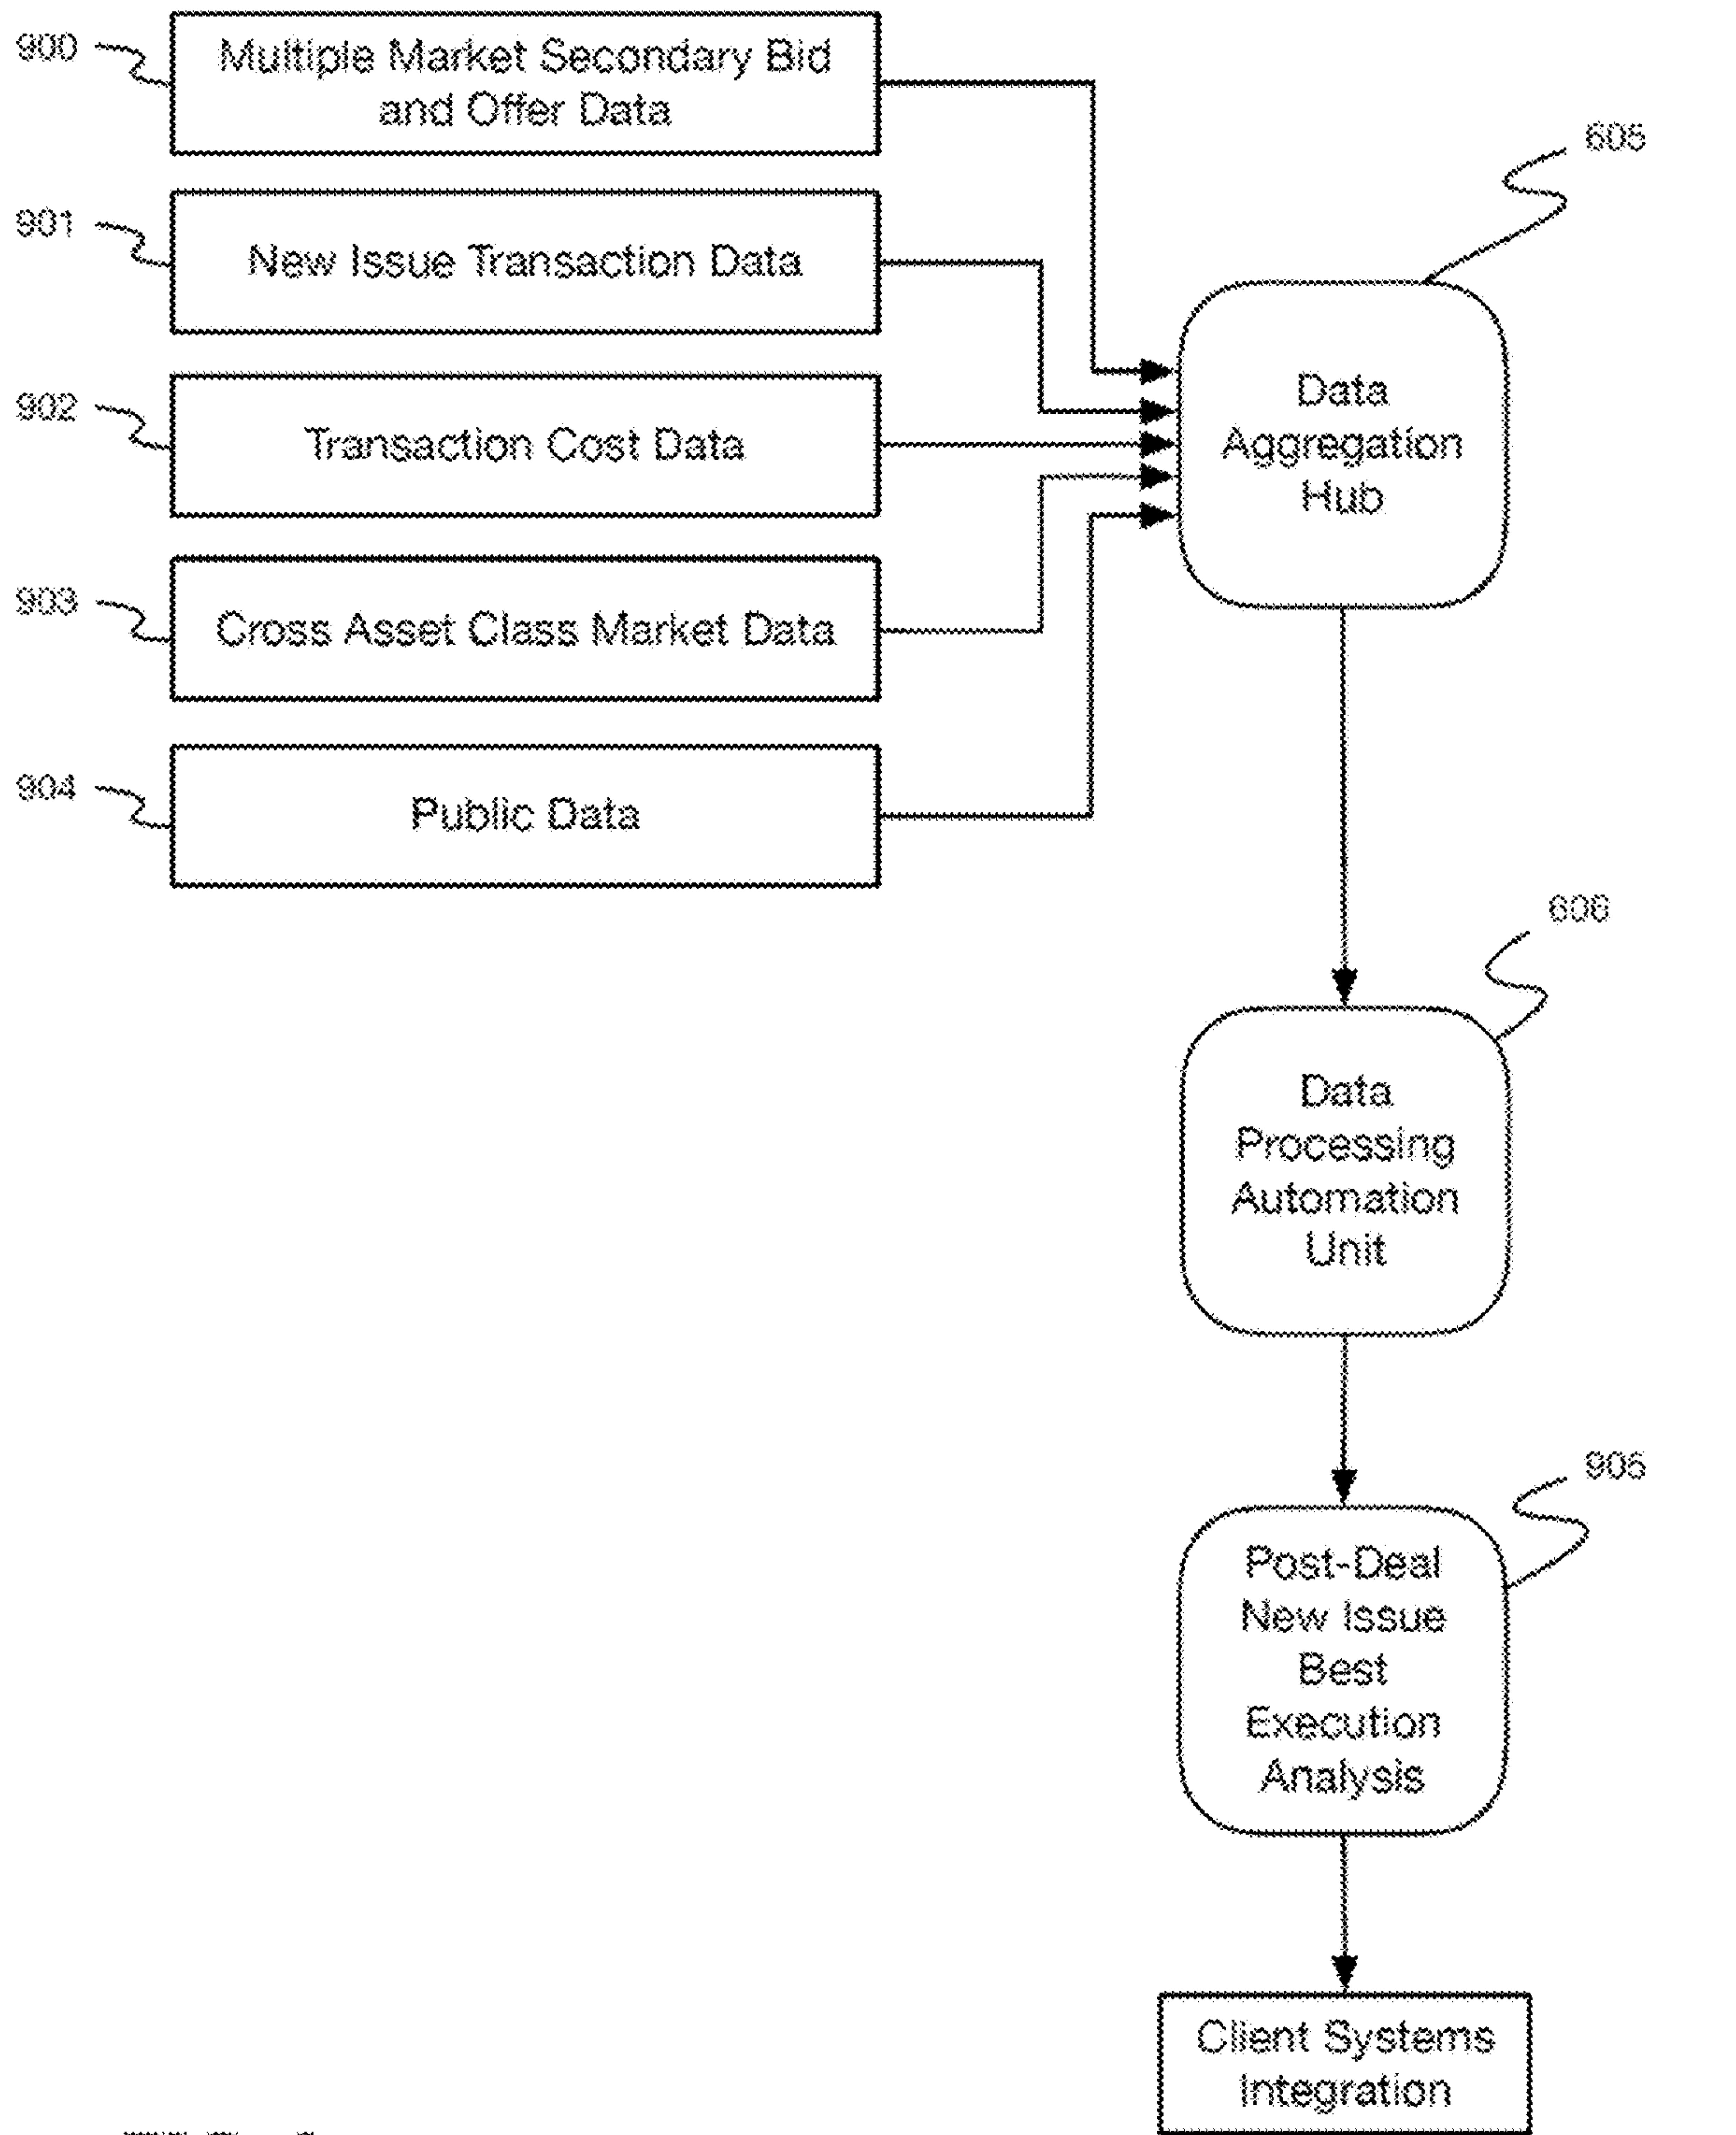 900
Multiple Market Secondary Bid
and Offer Data
605
901
New Issue Transaction Data
902
Transaction Cost Data
Data
Aggregation
Hub
903
Cross Asset Class Market Data
904
Public Data
606
Data
Processing
Automation
Unit
905
Post-Deal
New Issue
Best
Execution
Analysis
Client Systems
Integration